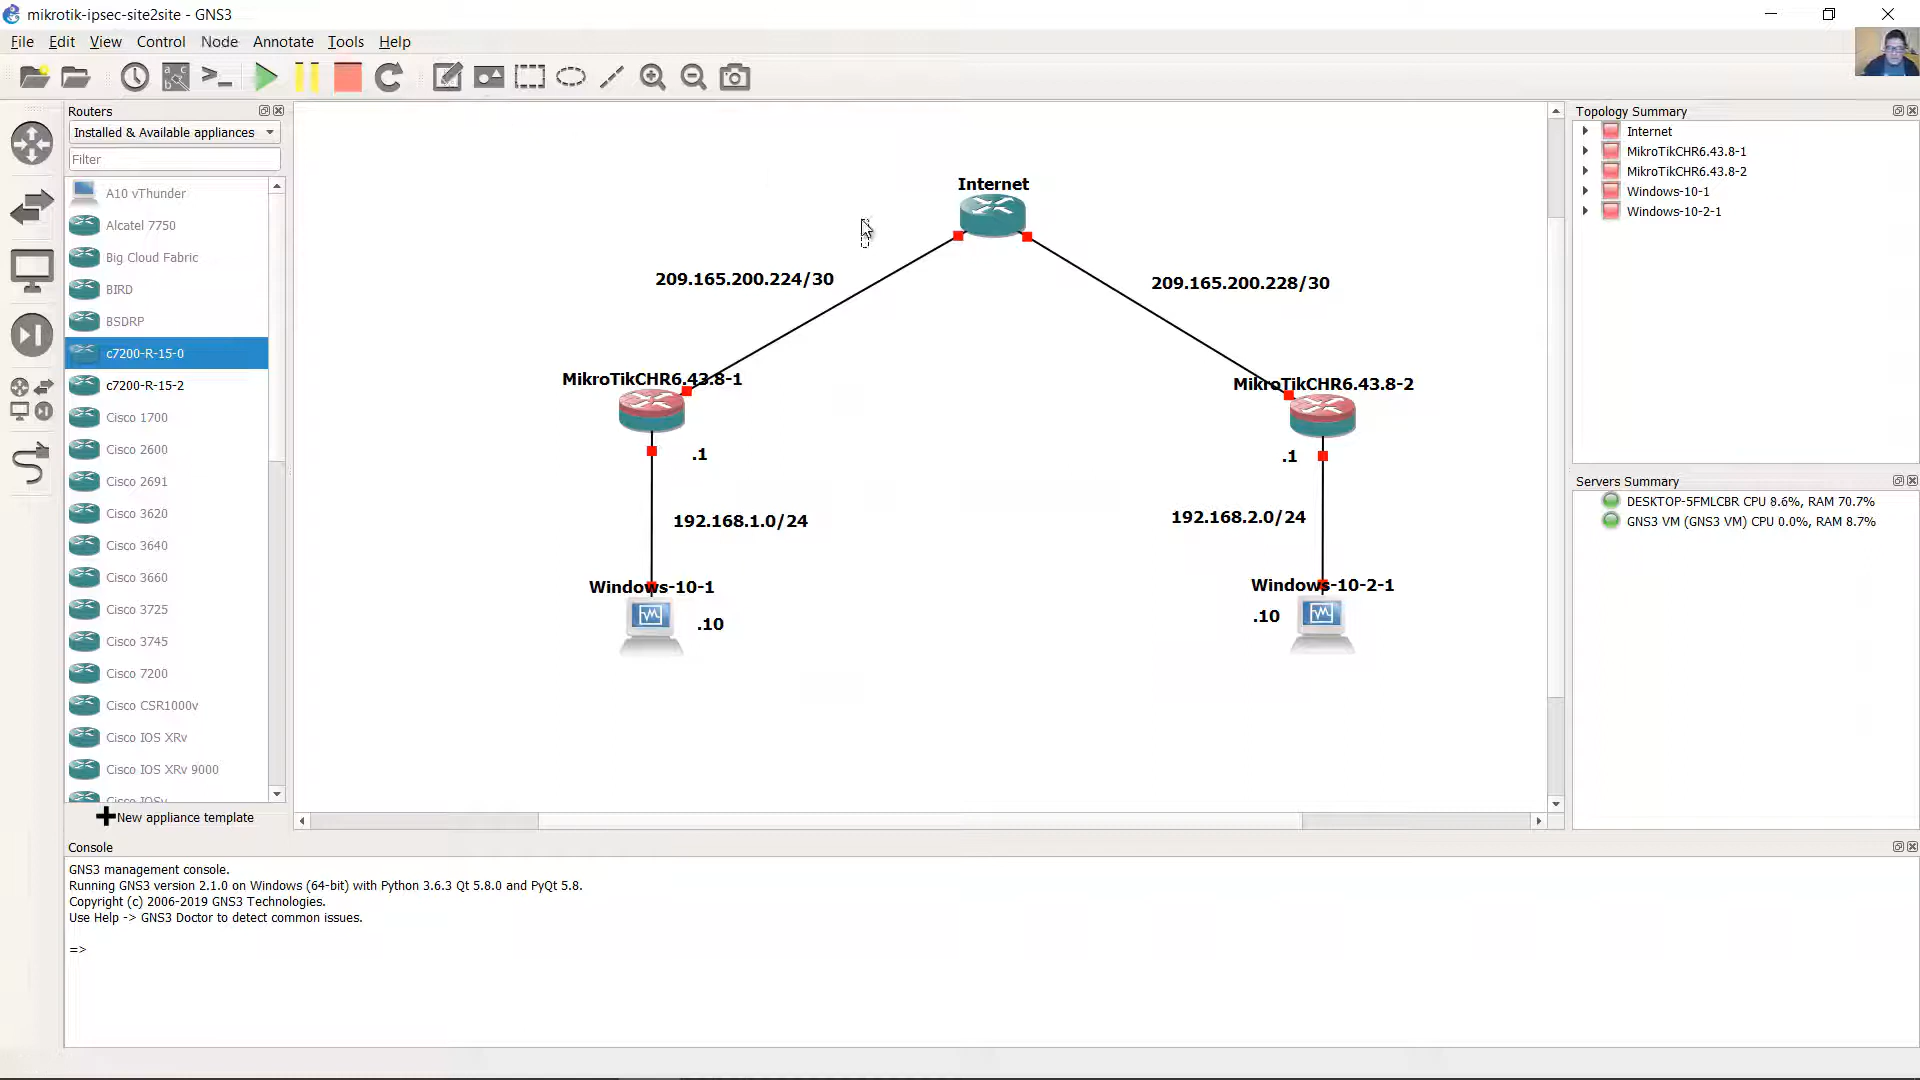 mikrotik-ipsec-site2site - GNS3
File Edit View Control Node Annotate Tools Help
Routers
Installed & Available appliances
Filter
A10 vThunder
Alcatel 7750
Big Cloud Fabric
BIRD
BSDRP
c7200-R-15-0
c7200-R-15-2
Cisco 1700
Cisco 2600
Cisco 2691
Cisco 3620
Cisco 3640
Cisco 3660
Cisco 3725
Cisco 3745
Cisco 7200
Cisco CSR1000v
Cisco IOS XRv
Cisco IOS XRv 9000
Cisco IOSv
New appliance template
Internet
209.165.200.224/30
209.165.200.228/30
MikroTikCHR6.43.8-1
MikroTikCHR6.43.8-2
.1
.1
192.168.1.0/24
192.168.2.0/24
Windows-10-1
Windows-10-2-1
.10
.10
Topology Summary
Internet
MikroTikCHR6.43.8-1
MikroTikCHR6.43.8-2
Windows-10-1
Windows-10-2-1
Servers Summary
DESKTOP-5FMLCBR CPU 8.6%, RAM 70.7%
GNS3 VM (GNS3 VM) CPU 0.0%, RAM 8.7%
Console
GNS3 management console.
Running GNS3 version 2.1.0 on Windows (64-bit) with Python 3.6.3 Qt 5.8.0 and PyQt 5.8.
Copyright (c) 2006-2019 GNS3 Technologies.
Use Help -> GNS3 Doctor to detect common issues.
=>